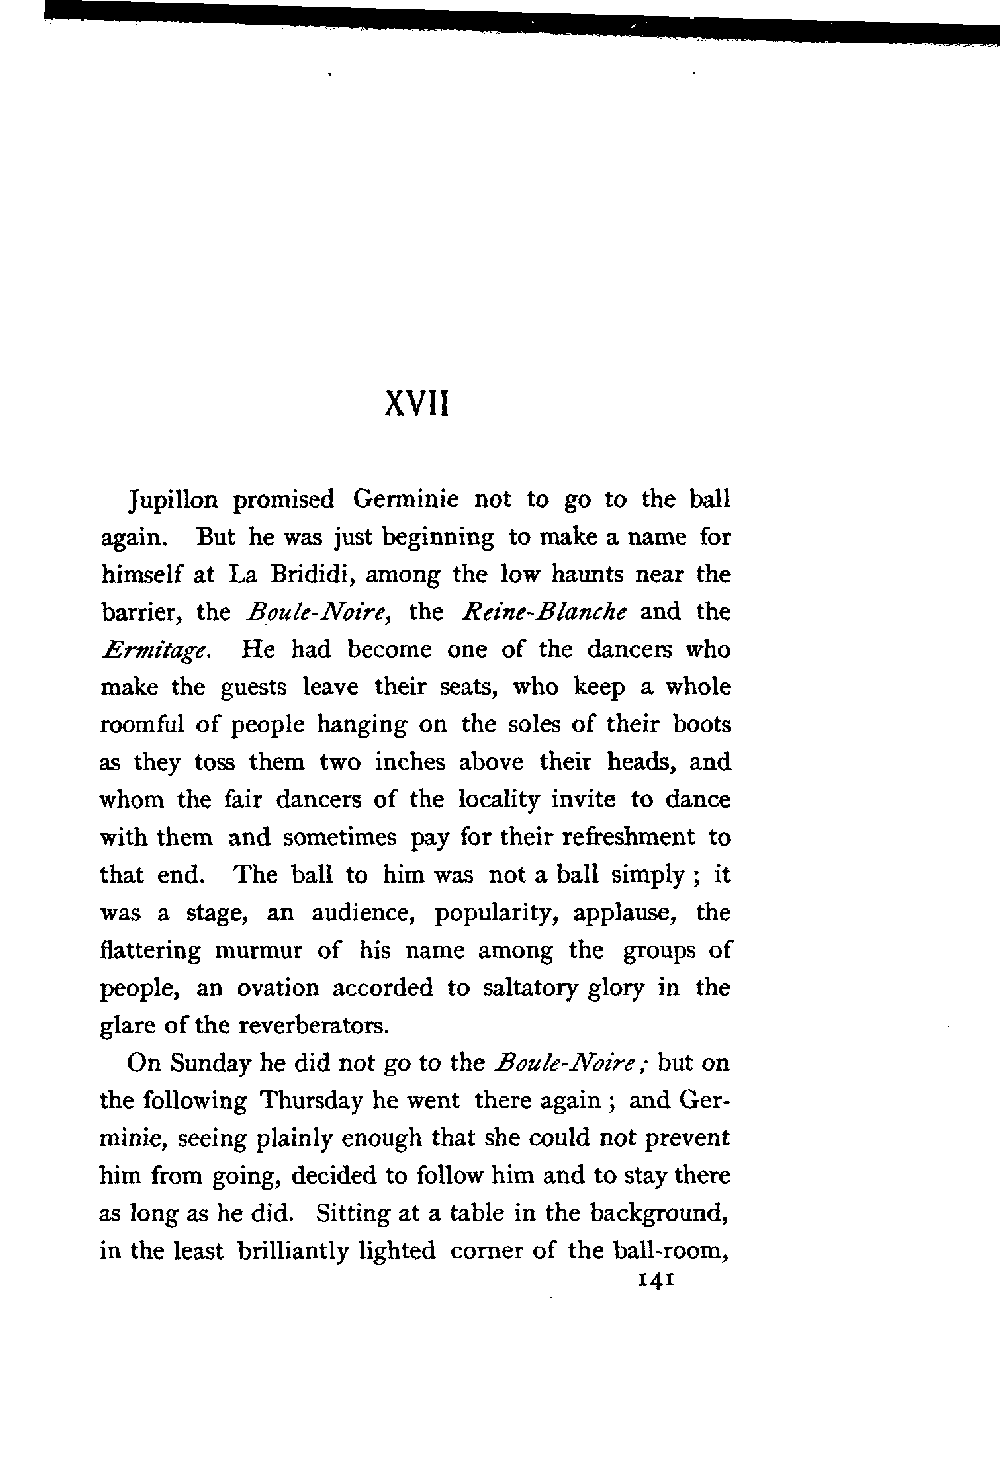 XVII
Jupillon promised Germinie not to go to the ball
again. But he was just beginning to make a name for
himself at La Brididi, among the low haunts near the
barrier, the Boule-Noire, the Reine-Blanche and the
Ermitage. He had become one of the dancers who
make the guests leave their seats, who keep a whole
roomful of people hanging on the soles of their boots
as they toss them two inches above their heads, and
whom the fair dancers of the locality invite to dance
with them and sometimes pay for their refreshment to
that end. The ball to him was not a ball simply ; it
was a stage, an audience, popularity, applause, the
flattering murmur of his name among the groups of
people, an ovation accorded to saltatory glory in the
glare of the reverberators.
On Sunday he did not go to the Boule-Noire ; but on
the following Thursday he went there again ; and Ger-
minie, seeing plainly enough that she could not prevent
him from going, decided to follow him and to stay there
as long as he did. Sitting at a table in the background,
in the least brilliantly lighted corner of the ball-room,
141